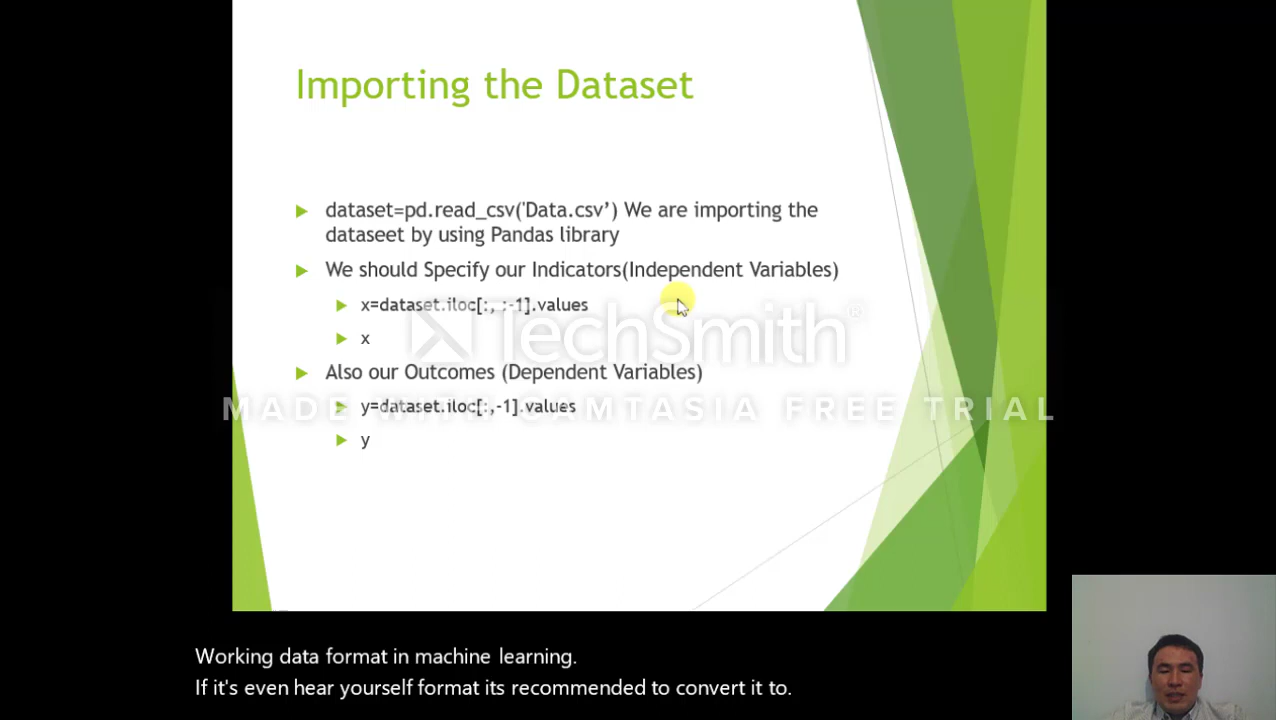 Importing the Dataset
dataset=pd.read_csv('Data.csv’) We are importing the
dataseet by using Pandas library
We should Specify our Indicators(Independent Variables)
x=dataset.iloc[:, :-1].values
x
TechSmith®
Also our Outcomes (Dependent Variables)
MADE WITH CAMTASIA FREE TRIAL
y=dataset.iloc[:,-1].values
y
Working data format in machine learning.
If it's even hear yourself format its recommended to convert it to.